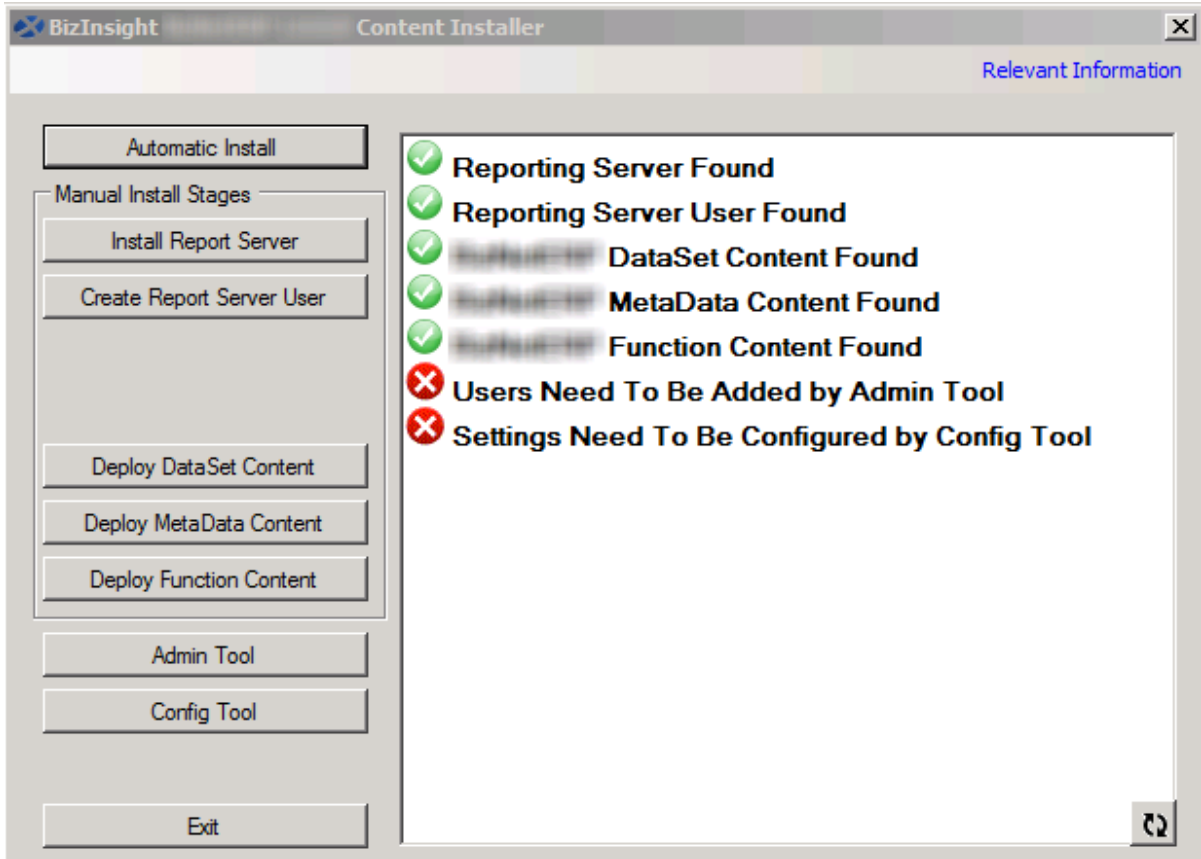 BizInsight Content Installer
Relevant Information
Automatic Install
Manual Install Stages
Install Report Server
Create Report Server User
Deploy DataSet Content
Deploy MetaData Content
Deploy Function Content
Admin Tool
Config Tool
Exit
Reporting Server Found
Reporting Server User Found
DataSet Content Found
MetaData Content Found
Function Content Found
Users Need To Be Added by Admin Tool
Settings Need To Be Configured by Config Tool